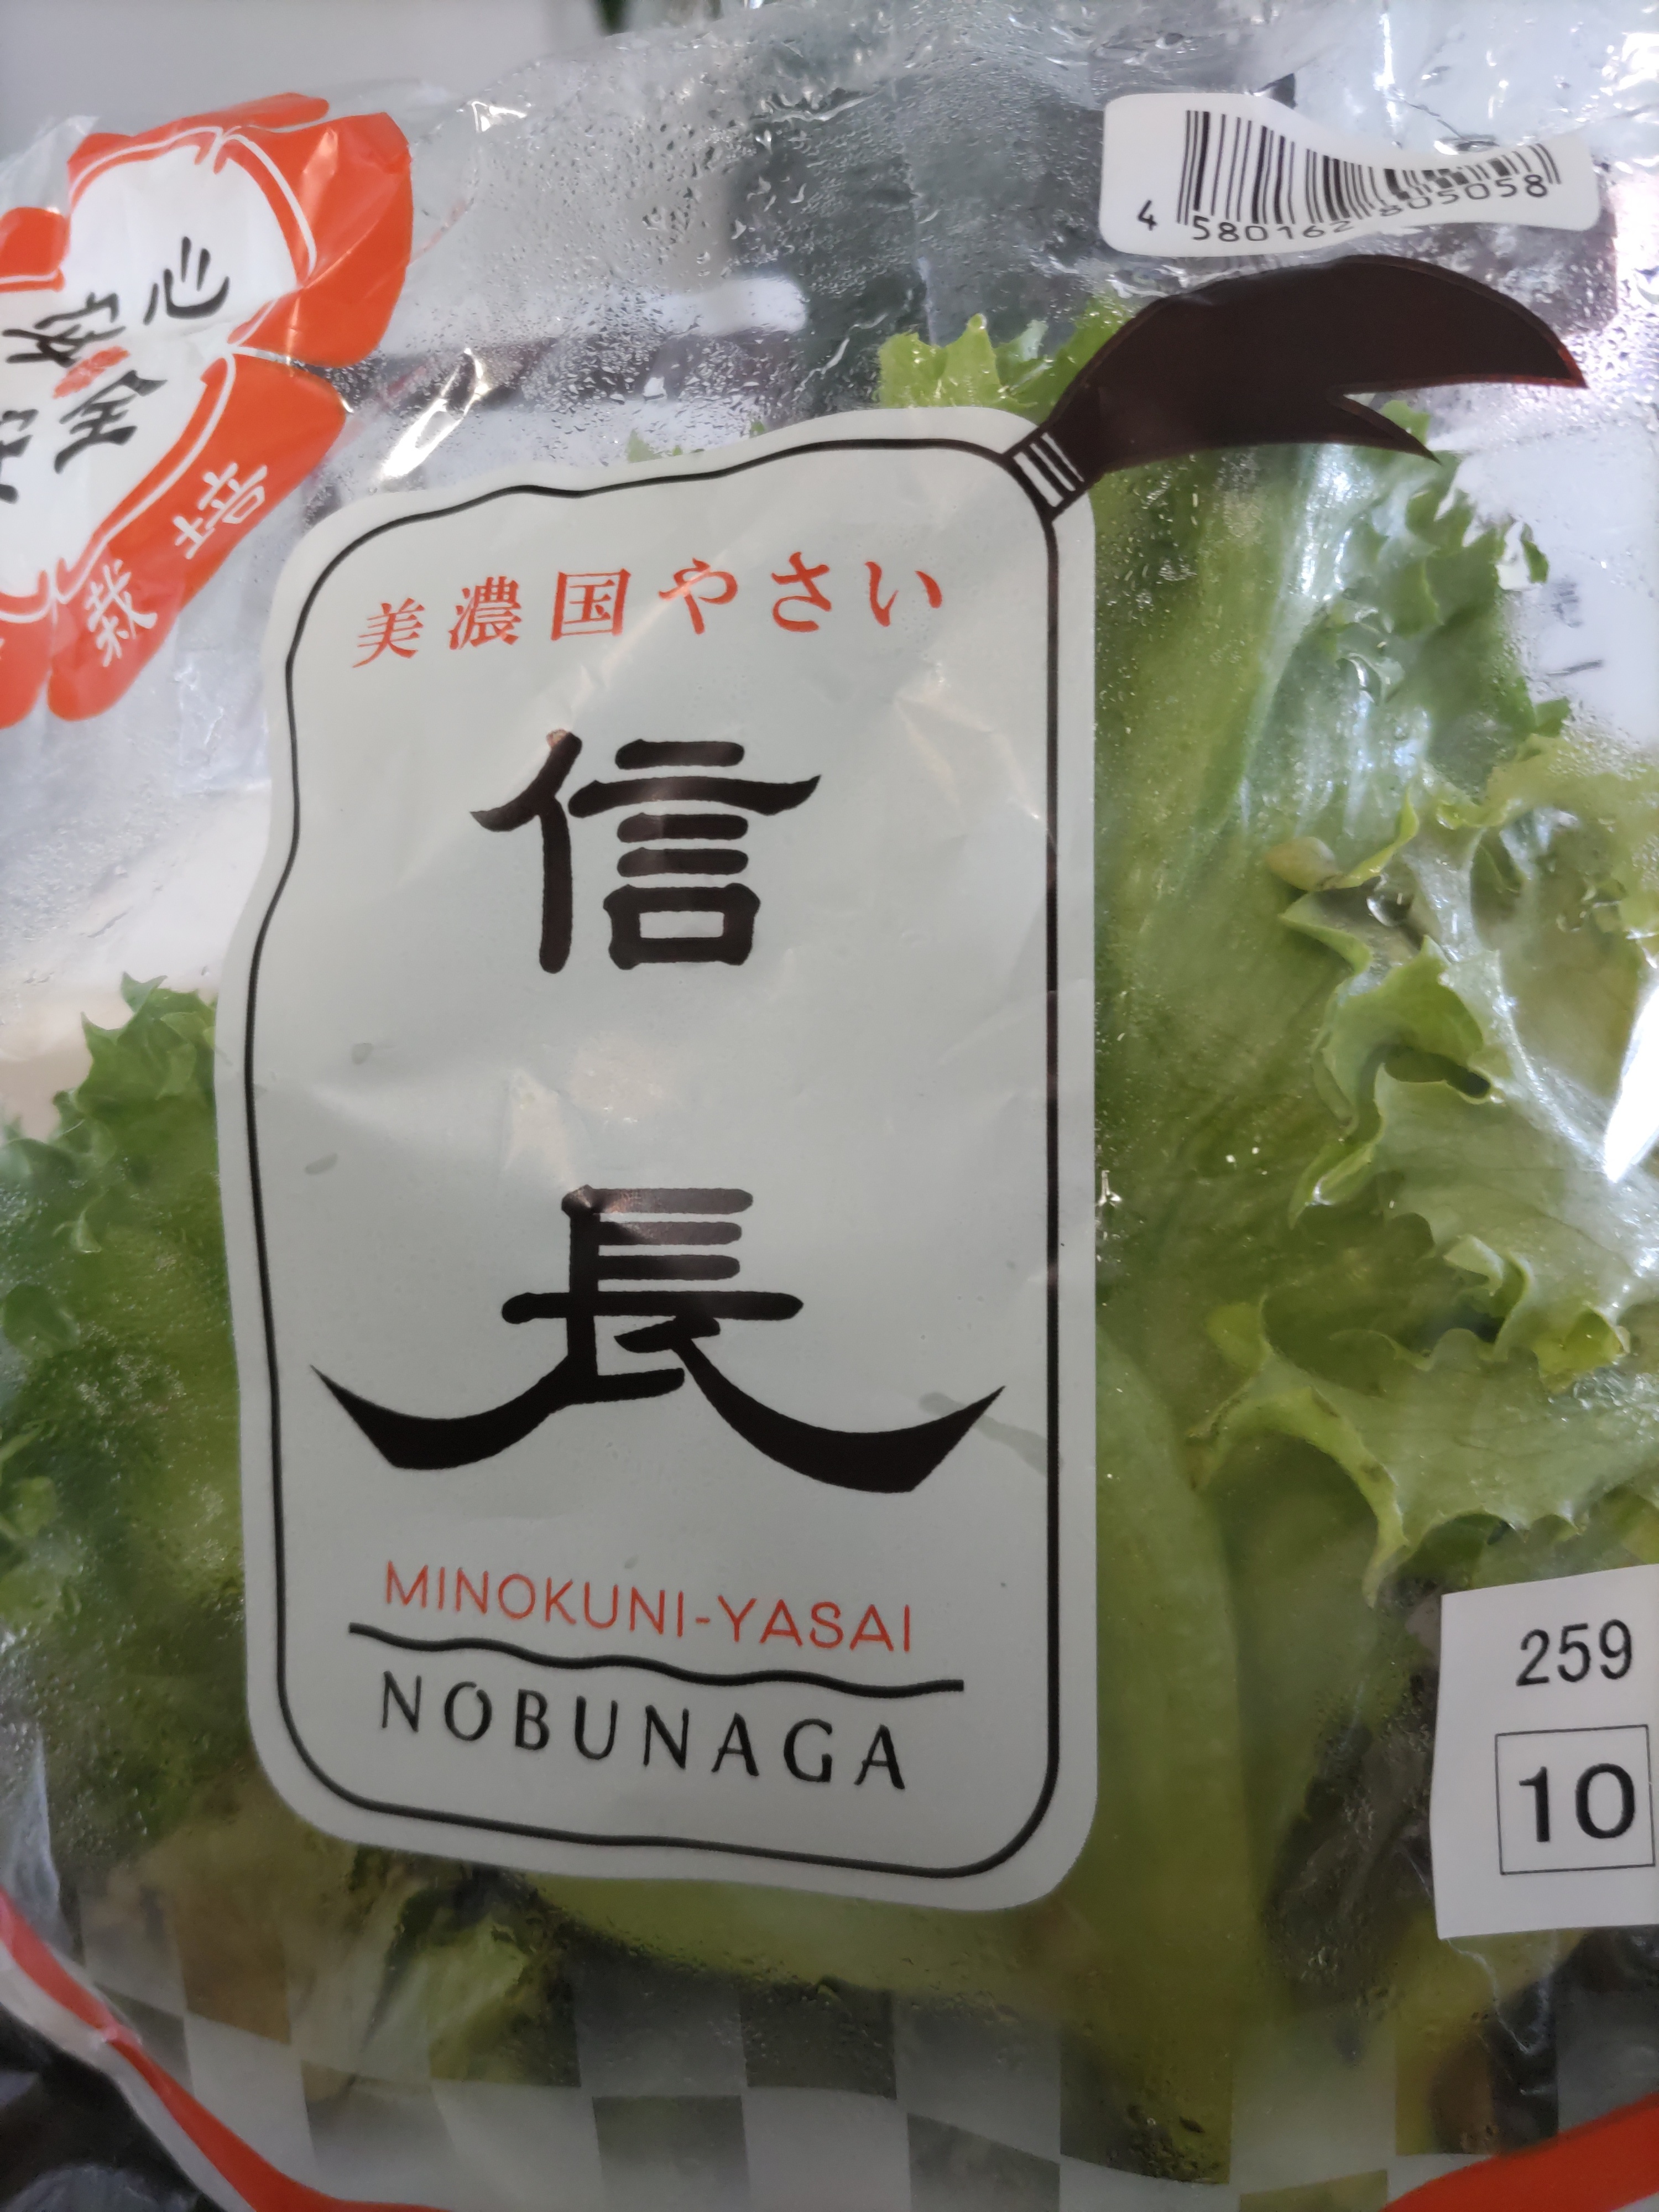 安心
安全
栽培
4 580162 805058
美濃国やさい
信
長
MINOKUNI-YASAI
NOBUNAGA
259
10